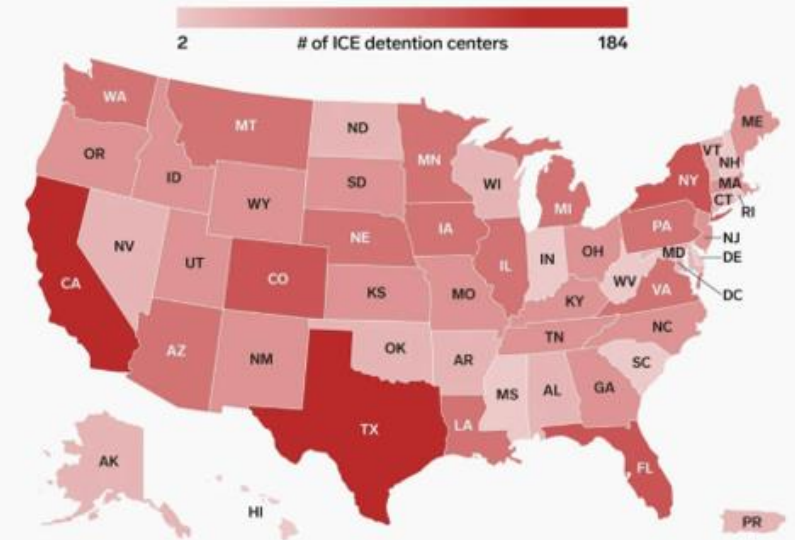 2 # of ICE detention centers 184
WA
MT
ND
MN
ME
VT
NH
OR
ID
SD
WI
NY
MA
CT
RI
WY
MI
NE
IA
PA
NJ
NV
UT
CO
IL
IN
OH
MD
DE
WV
CA
KS
MO
KY
VA
DC
AZ
NM
OK
AR
TN
NC
SC
MS
AL
GA
TX
LA
AK
FL
HI
PR